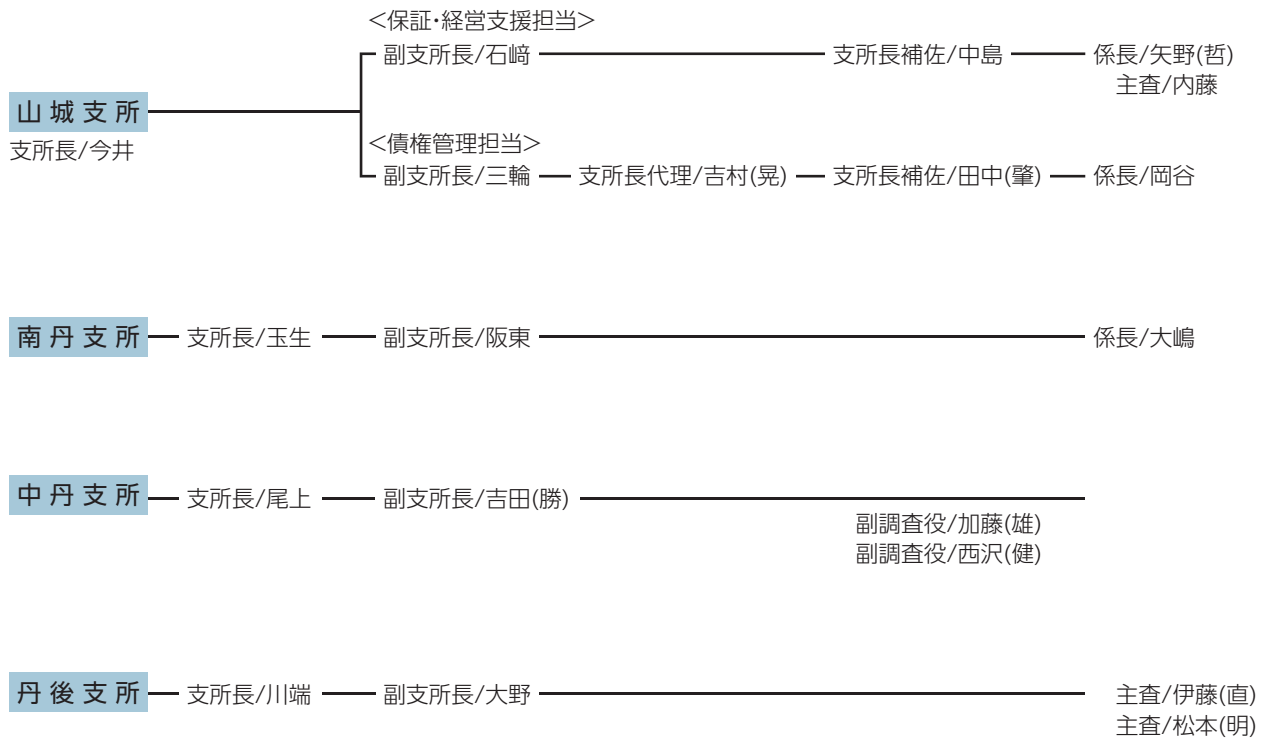 <保証・経営支援担当>
副支所長/石﨑 支所長補佐/中島 係長/矢野(哲)
主査/内藤
山城支所
支所長/今井
<債権管理担当>
副支所長/三輪 支所長代理/吉村(晃) 支所長補佐/田中(肇) 係長/岡谷
南丹支所 支所長/玉生 副支所長/阪東 係長/大嶋
中丹支所 支所長/尾上 副支所長/吉田(勝)
副調査役/加藤(雄)
副調査役/西沢(健)
丹後支所 支所長/川端 副支所長/大野 主査/伊藤(直)
主査/松本(明)